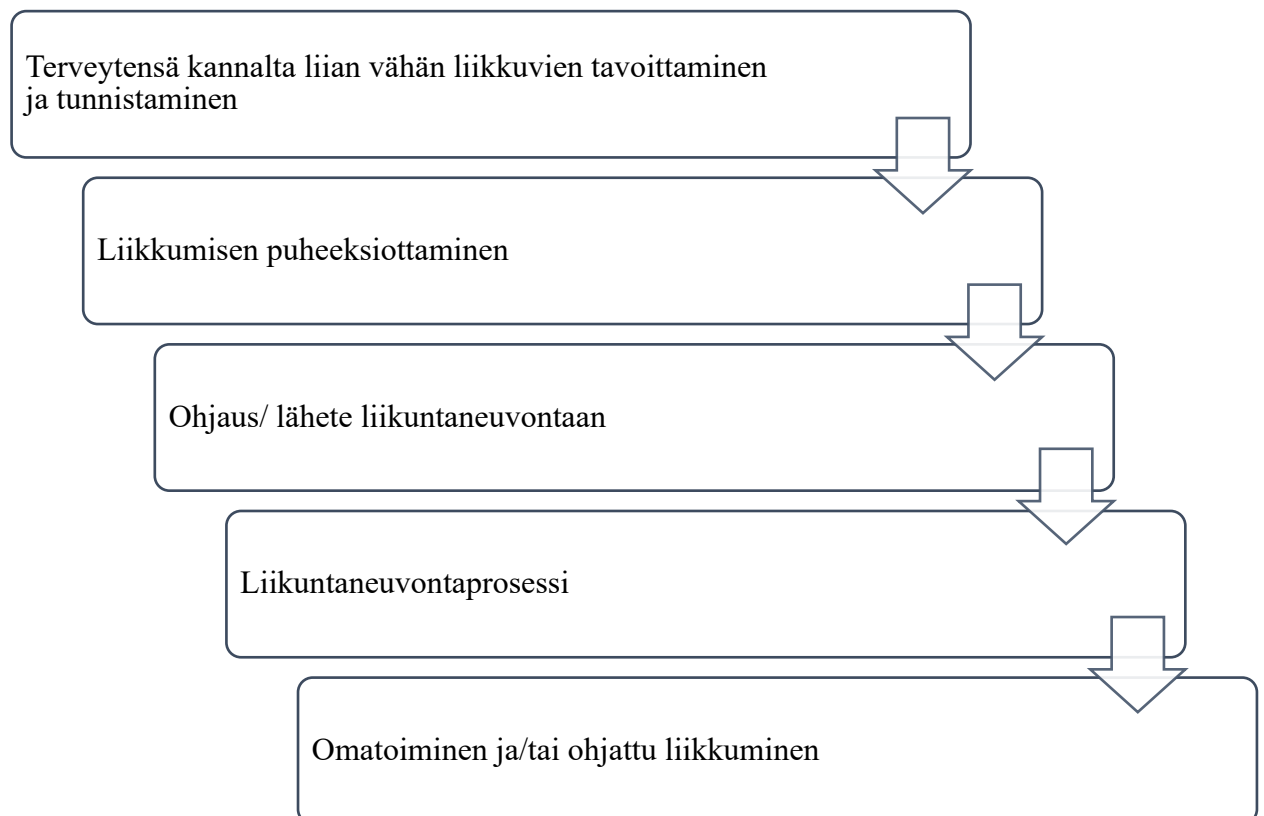 Terveytensä kannalta liian vähän liikkuvien tavoittaminen
ja tunnistaminen
Liikkumisen puheeksiottaminen
Ohjaus/ lähete liikuntaneuvontaan
Liikuntaneuvontaprosessi
Omatoiminen ja/tai ohjattu liikkuminen